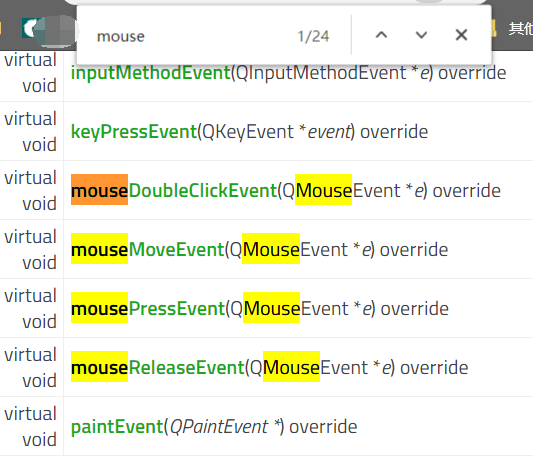 mouse 1/24
其他
virtual void inputMethodEvent(QInputMethodEvent *e) override
virtual void keyPressEvent(QKeyEvent *event) override
virtual void mouseDoubleClickEvent(QMouseEvent *e) override
virtual void mouseMoveEvent(QMouseEvent *e) override
virtual void mousePressEvent(QMouseEvent *e) override
virtual void mouseReleaseEvent(QMouseEvent *e) override
virtual void paintEvent(QPaintEvent *) override